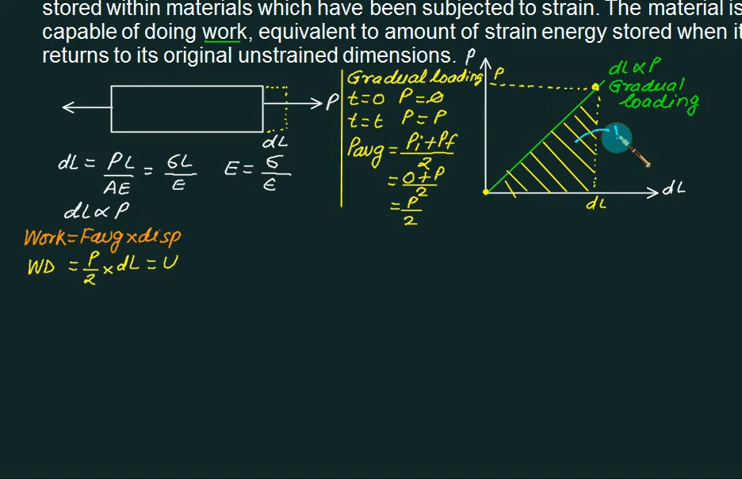 stored within materials which have been subjected to strain. The material is
capable of doing work, equivalent to amount of strain energy stored when it
returns to its original unstrained dimensions.
P
dL
dL = PL/AE = σL/E E = σ/ε
dL ∝ P
Work = Favg × disp
WD = P/2 × dL = U
Gradual loading
t=0 P=0
t=t P=P
Pavg = Pi+Pf/2
= 0+P/2
= P/2
P
P
dL ∝ P
Gradual
loading
dL
dL